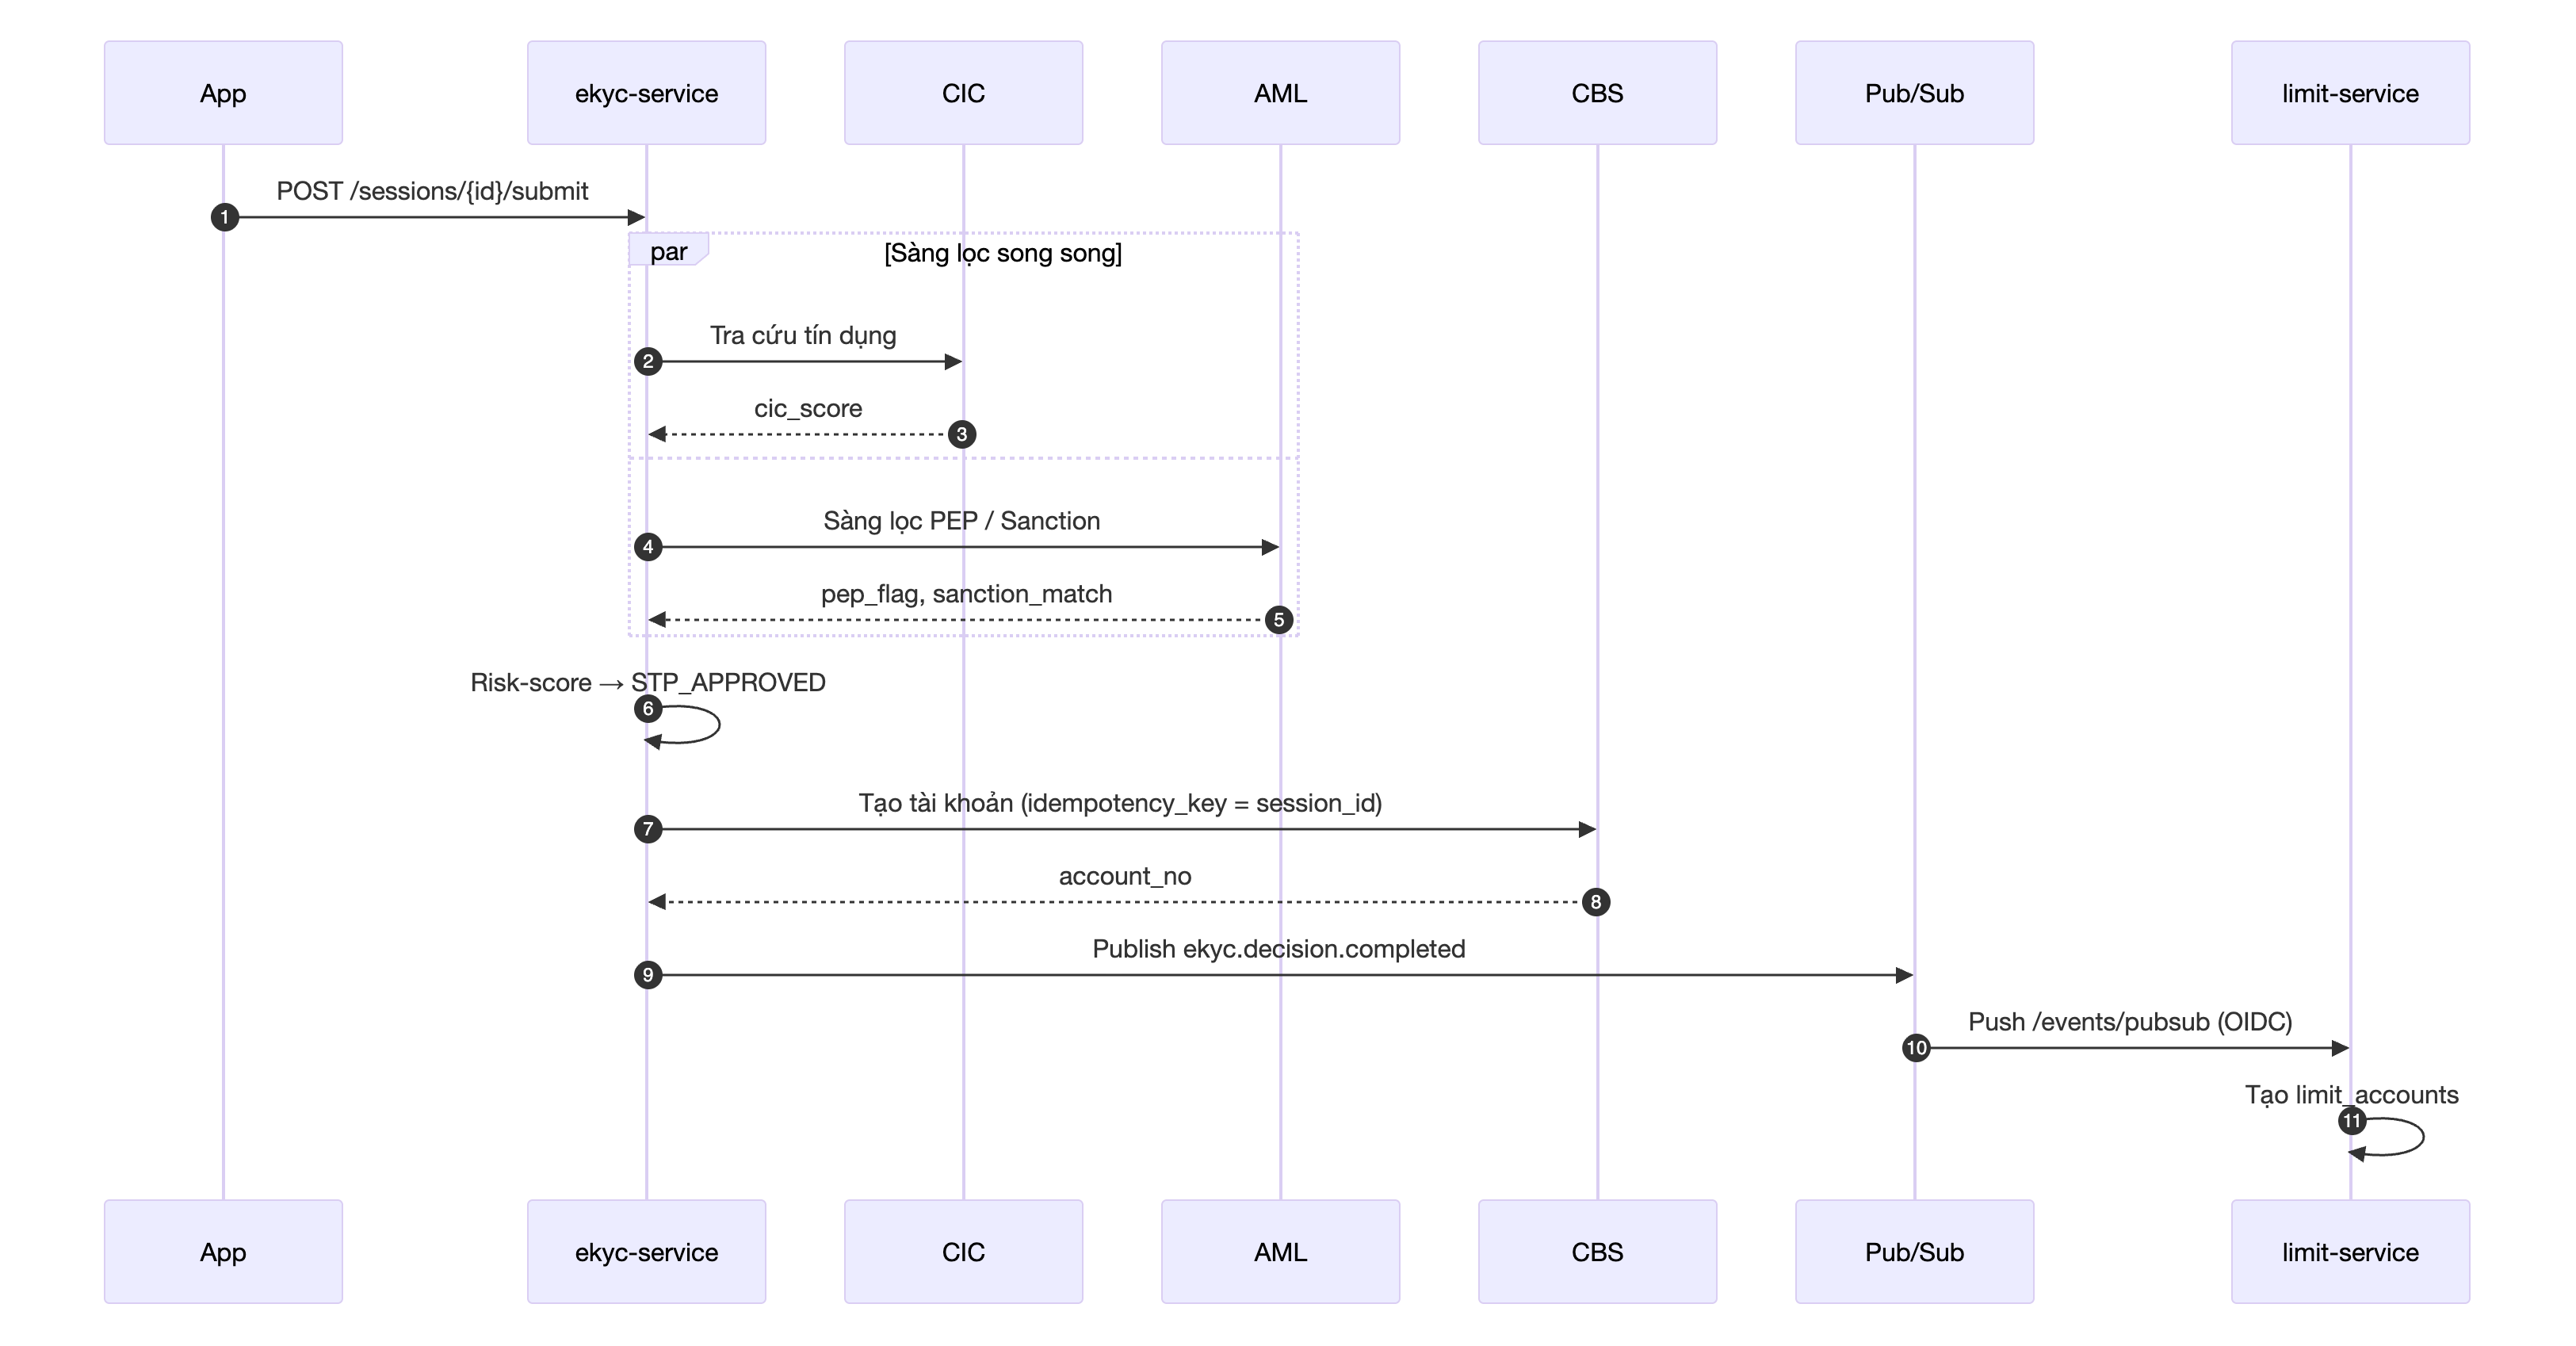 App
ekyc-service
CIC
AML
CBS
Pub/Sub
limit-service
POST /sessions/{id}/submit
1
par
[Sàng lọc song song]
Tra cứu tín dụng
2
cic_score
3
Sàng lọc PEP / Sanction
4
pep_flag, sanction_match
5
Risk-score → STP_APPROVED
6
Tạo tài khoản (idempotency_key = session_id)
7
account_no
8
Publish ekyc.decision.completed
9
Push /events/pubsub (OIDC)
10
Tạo limit_accounts
11
App
ekyc-service
CIC
AML
CBS
Pub/Sub
limit-service